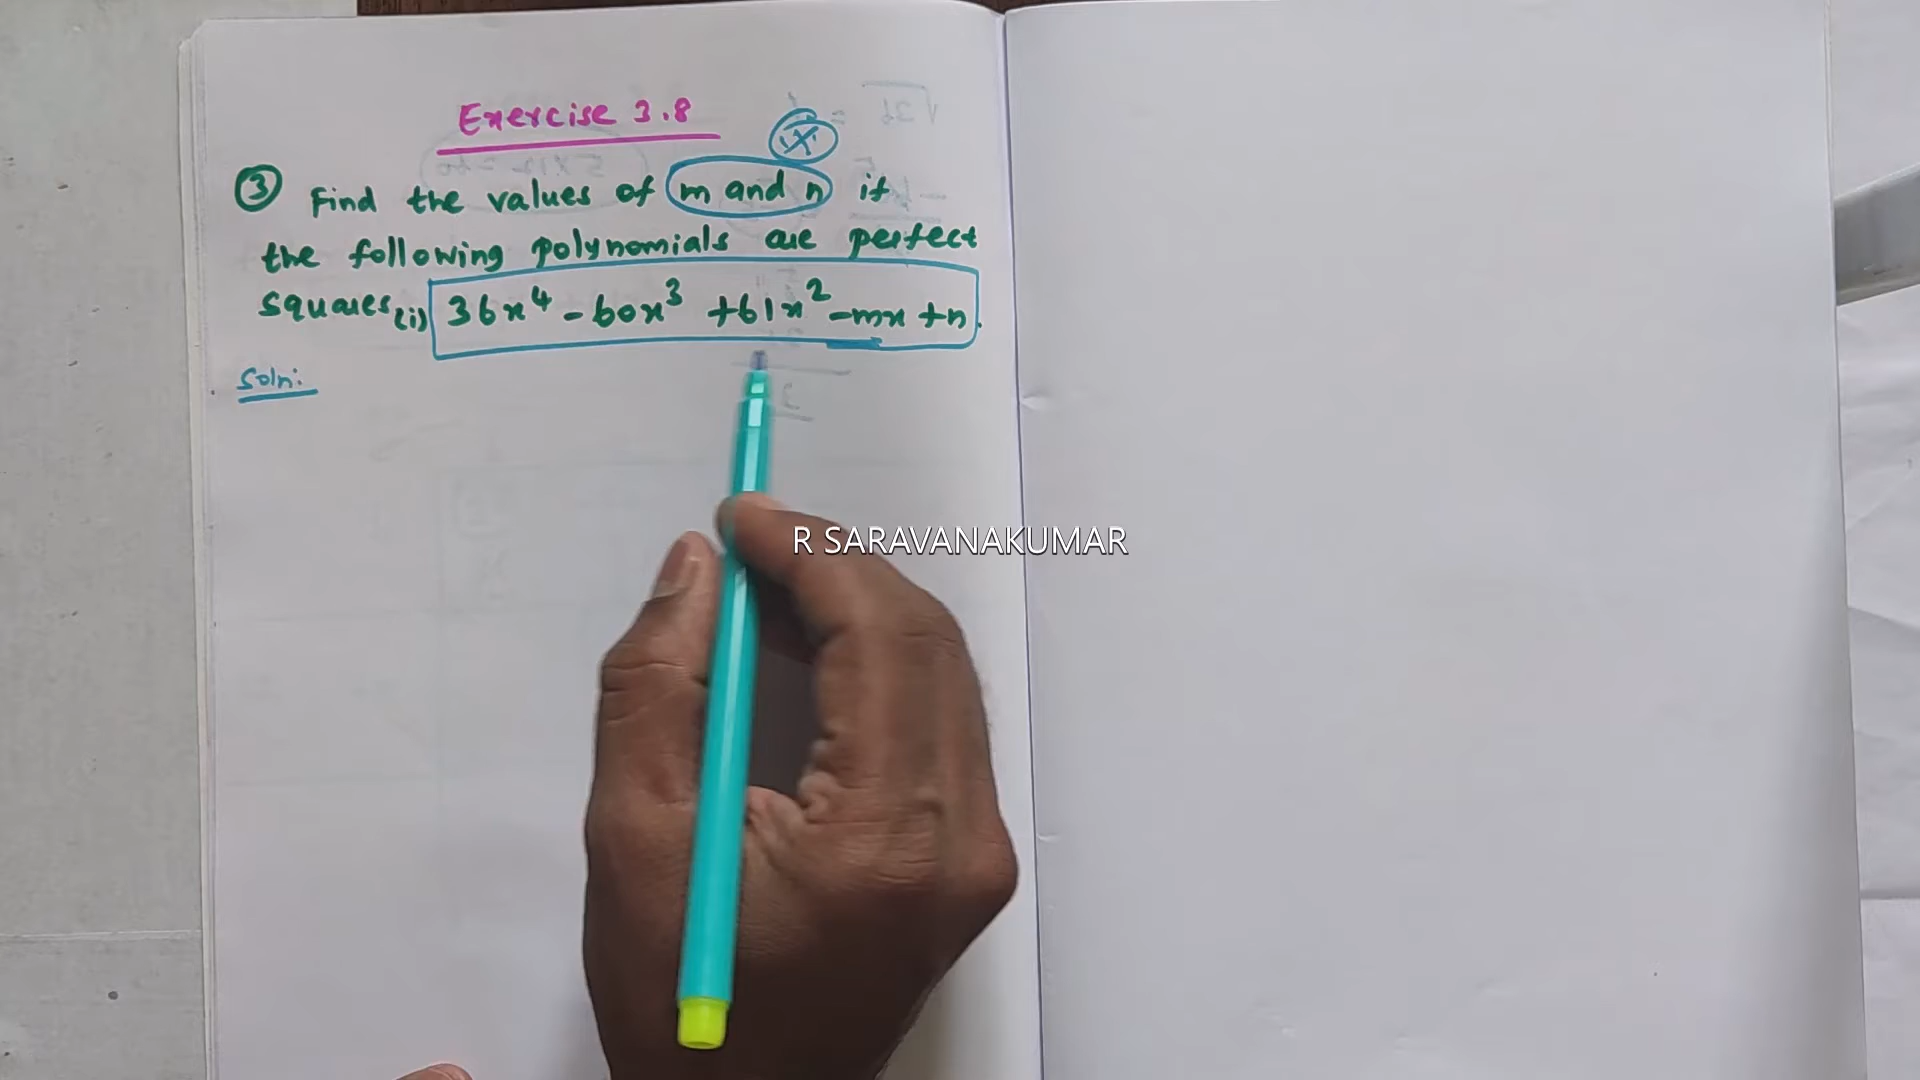 Exercise 3.8
③ Find the values of m and n if
the following polynomials are perfect
squares (i) 36x⁴ - 60x³ + 61x² - mx + n.
Soln:
R SARAVANAKUMAR